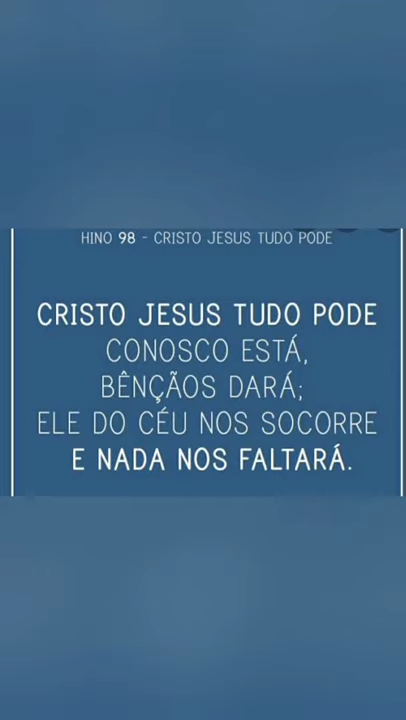 HINO 98 - CRISTO JESUS TUDO PODE
CRISTO JESUS TUDO PODE
CONOSCO ESTÁ,
BÊNÇÃOS DARÁ;
ELE DO CÉU NOS SOCORRE
E NADA NOS FALTARÁ.